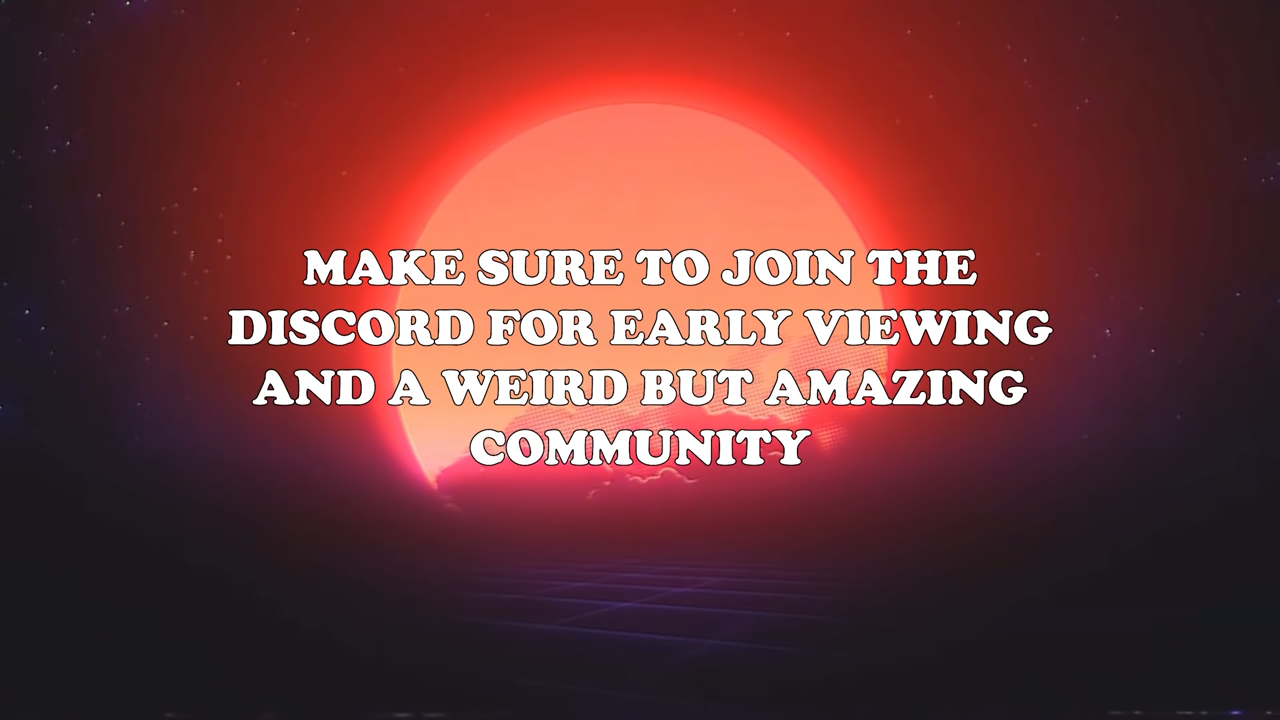 MAKE SURE TO JOIN THE
DISCORD FOR EARLY VIEWING
AND A WEIRD BUT AMAZING
COMMUNITY